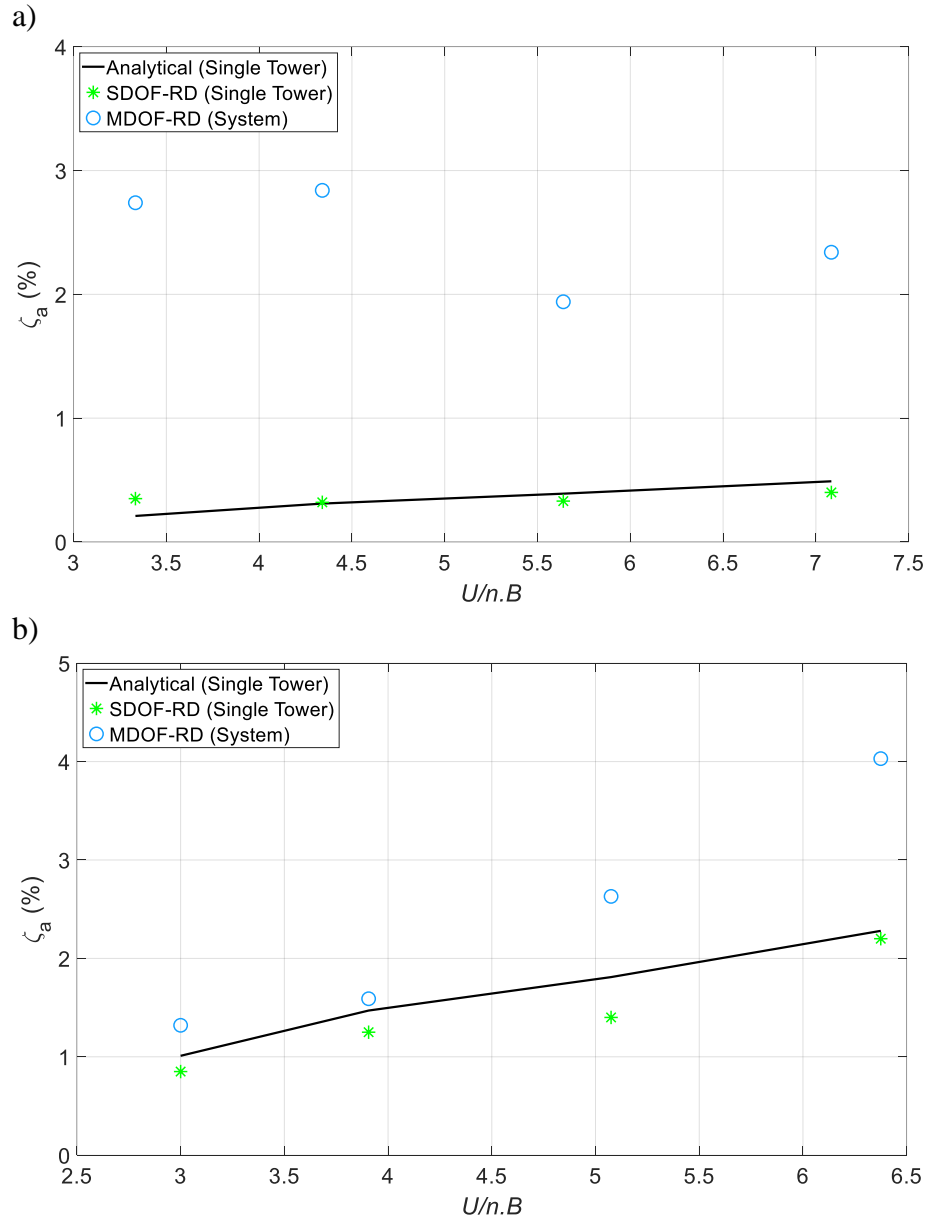 a)
4
3
2
1
0
Analytical (Single Tower)
SDOF-RD (Single Tower)
MDOF-RD (System)
ζa (%)
3 3.5 4 4.5 5 5.5 6 6.5 7 7.5
U/n.B
b)
5
4
3
2
1
0
Analytical (Single Tower)
SDOF-RD (Single Tower)
MDOF-RD (System)
ζa (%)
2.5 3 3.5 4 4.5 5 5.5 6 6.5
U/n.B